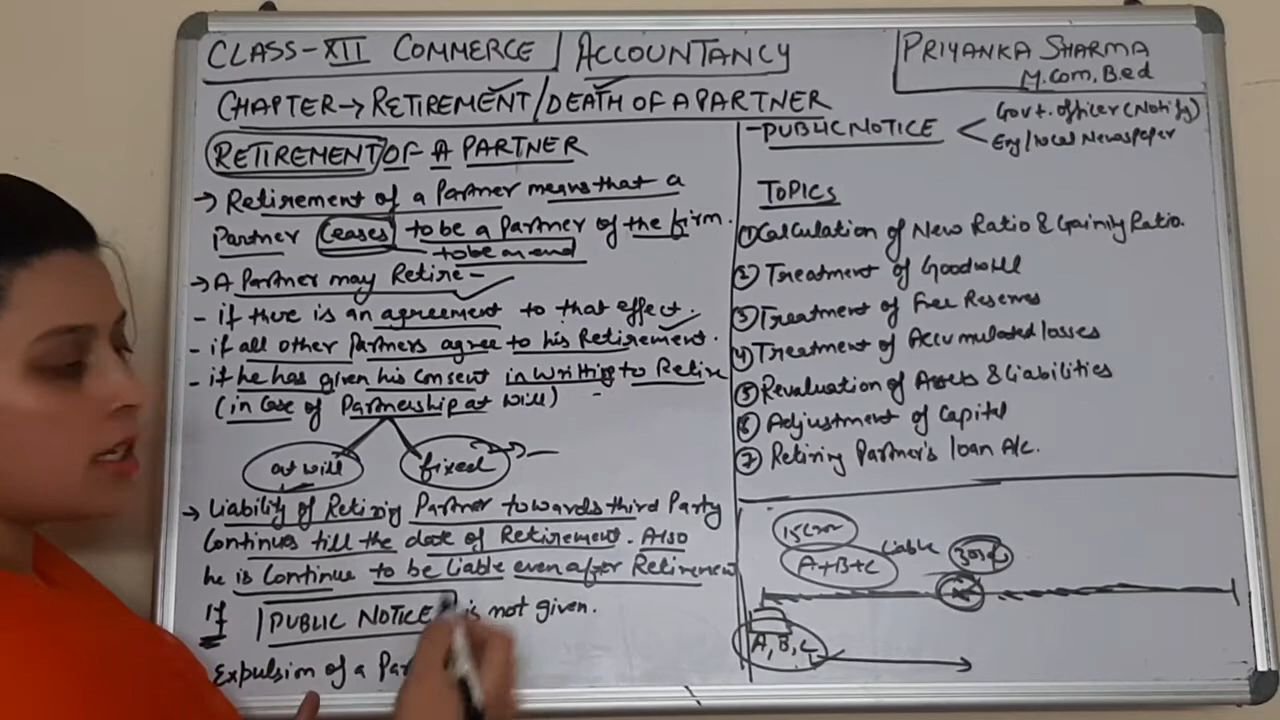 CLASS-XII COMMERCE | ACCOUNTANCY
PRIYANKA SHARMA
M.Com, B.ed
CHAPTER → RETIREMENT / DEATH OF A PARTNER
RETIREMENT OF A PARTNER
→ Retirement of a Partner means that a
Partner Ceases to be a Partner of the firm.
to be an end
→ A Partner may Retire -
- if there is an agreement to that effect.
- if all other Partners agree to his Retirement.
- if he has given his Consent in writing to Retire
(in Case of Partnership at will)
at will fixed
→ Liability of Retiring Partner towards third Party
Continues till the date of Retirement. Also
he is Continue to be liable even after Retirement
If PUBLIC NOTICE is not given.
Expulsion of a Par
- PUBLIC NOTICE
Govt. officer (Notify)
Eng/local Newspaper
TOPICS
① Calculation of New Ratio & Gaining Ratio.
② Treatment of Goodwill
③ Treatment of Free Reserves
④ Treatment of Accumulated losses
⑤ Revaluation of Assets & Liabilities
⑥ Adjustment of Capital
⑦ Retiring Partner's loan A/c.
A+B+C liable
A, B, C